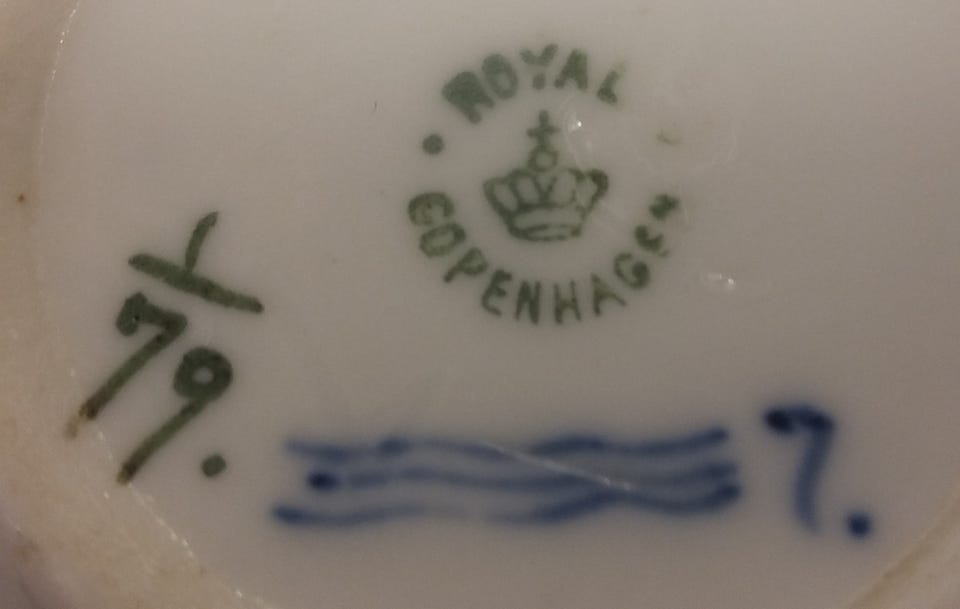 ROYAL
COPENHAGEN
1
79.
7.